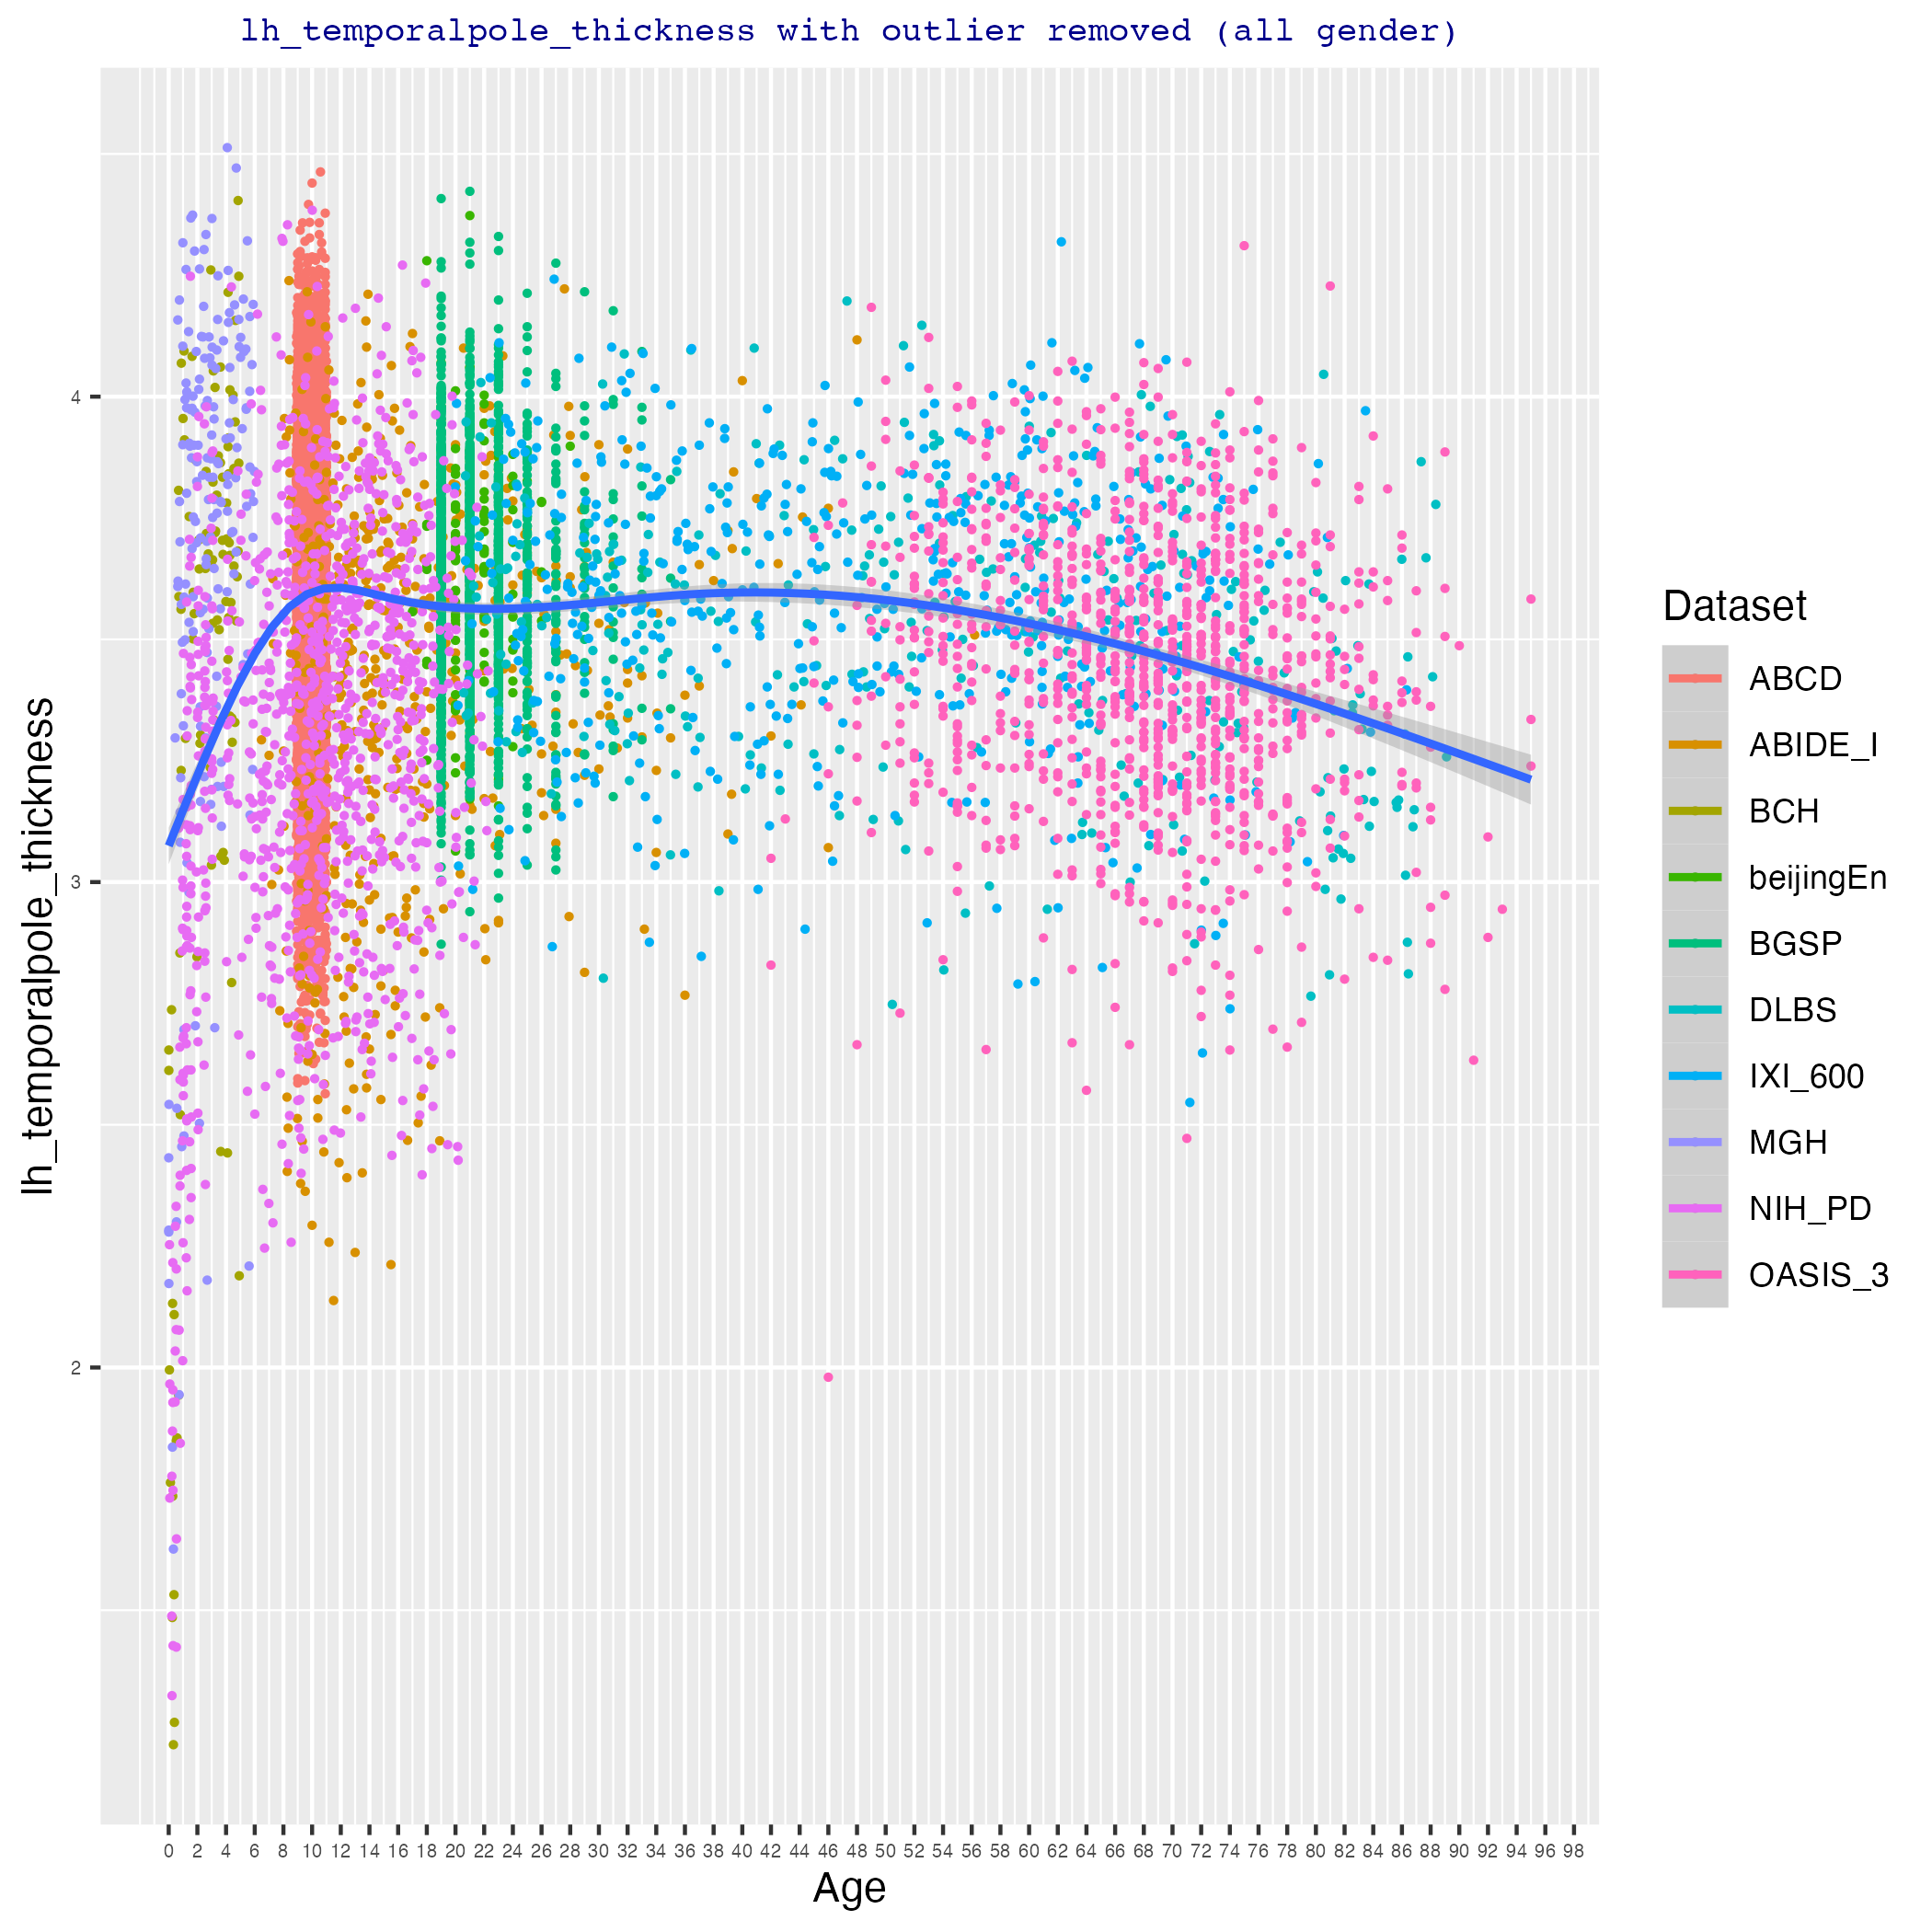 lh_temporalpole_thickness with outlier removed (all gender)
lh_temporalpole_thickness
4
3
2
0 2 4 6 8 10 12 14 16 18 20 22 24 26 28 30 32 34 36 38 40 42 44 46 48 50 52 54 56 58 60 62 64 66 68 70 72 74 76 78 80 82 84 86 88 90 92 94 96 98
Age
Dataset
ABCD
ABIDE_I
BCH
beijingEn
BGSP
DLBS
IXI_600
MGH
NIH_PD
OASIS_3